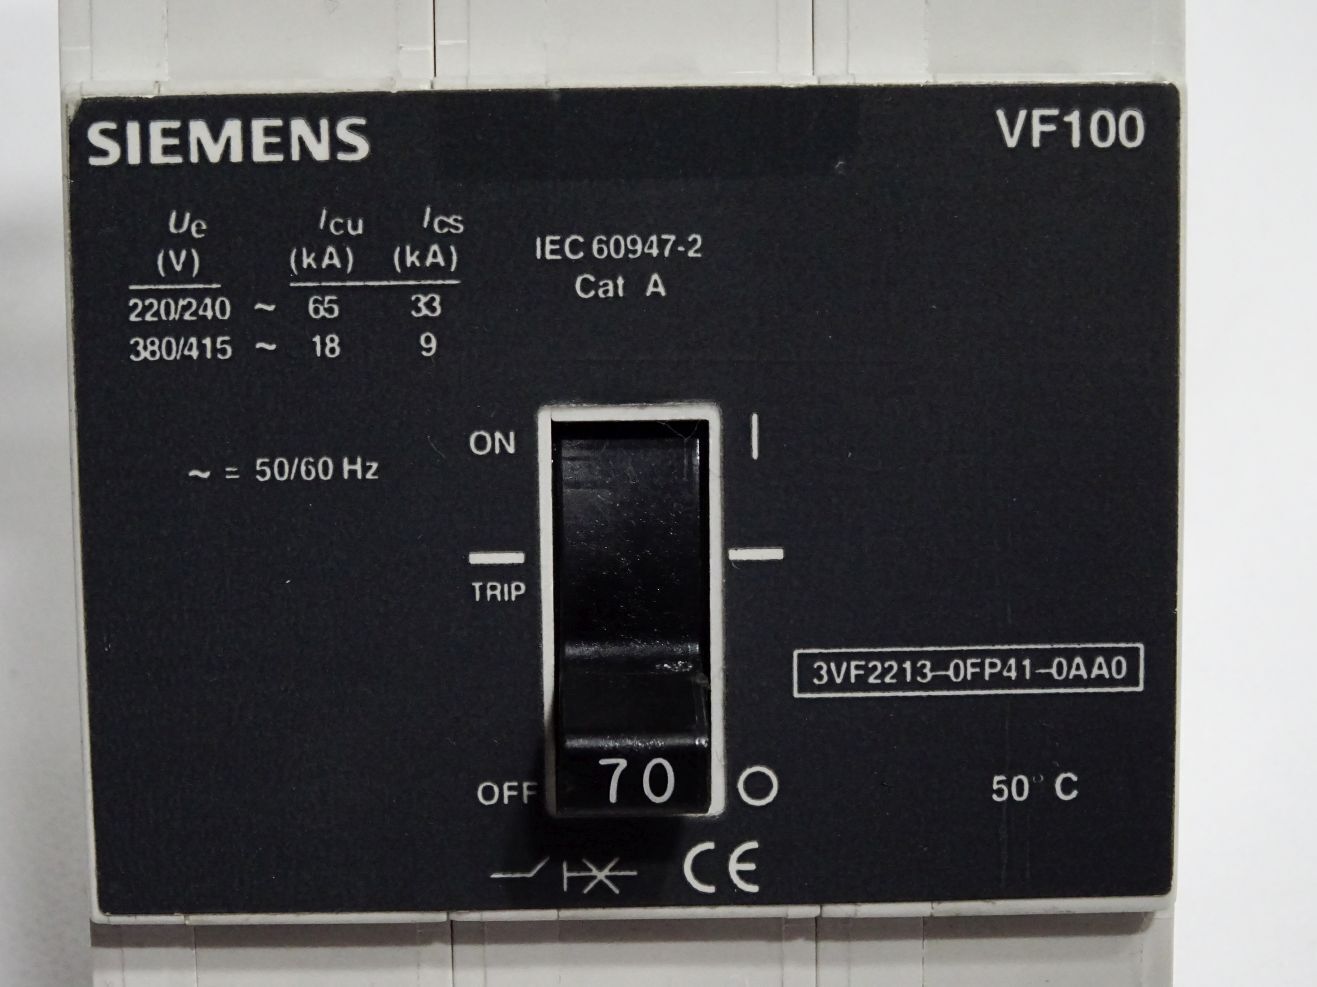 SIEMENS
VF100
Ue Icu Ics
(V) (kA) (kA)
220/240 ~ 65 33
380/415 ~ 18 9
IEC 60947-2
Cat A
~ = 50/60 Hz
ON |
TRIP
3VF2213-0FP41-0AA0
OFF 70 O
50° C
CE